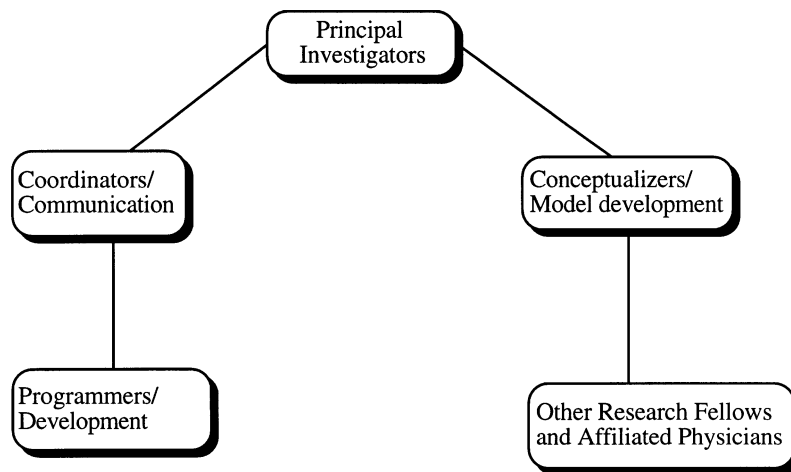 Principal
Investigators
Coordinators/
Communication
Conceptualizers/
Model development
Programmers/
Development
Other Research Fellows
and Affiliated Physicians